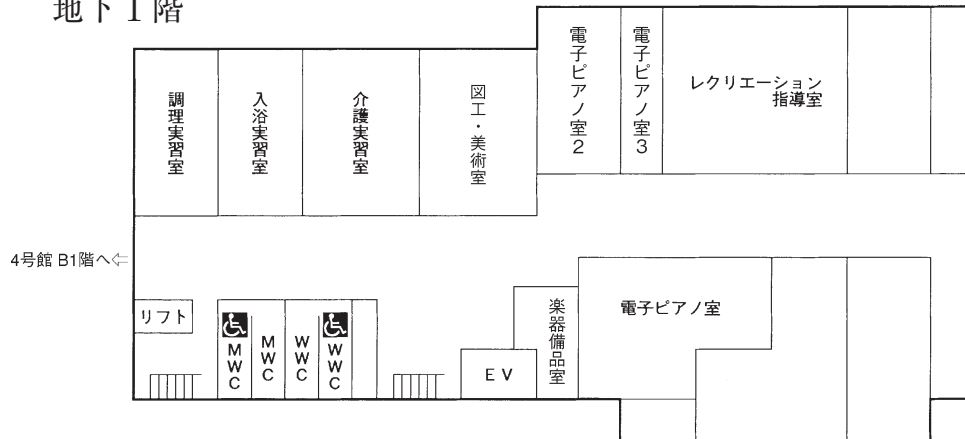 地下1階
調理実習室
入浴実習室
介護実習室
図工・美術室
電子ピアノ室2
電子ピアノ室3
レクリエーション
指導室
4号館 B1階へ⇦
リフト
MWC
MWC
WWC
WWC
EV
楽器備品室
電子ピアノ室